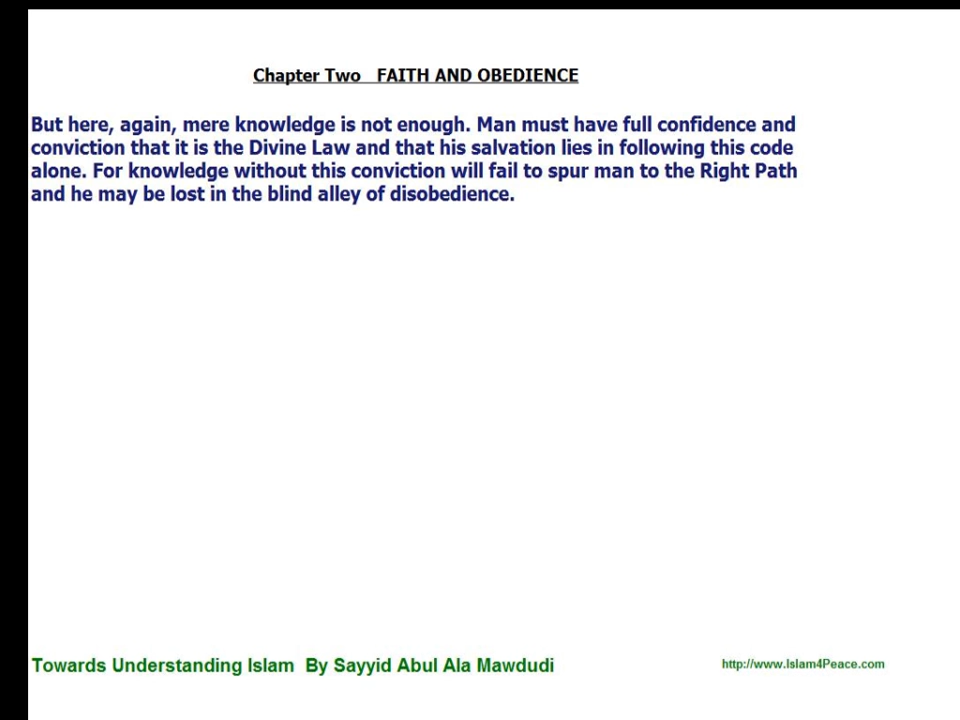 Chapter Two FAITH AND OBEDIENCE
But here, again, mere knowledge is not enough. Man must have full confidence and
conviction that it is the Divine Law and that his salvation lies in following this code
alone. For knowledge without this conviction will fail to spur man to the Right Path
and he may be lost in the blind alley of disobedience.
Towards Understanding Islam By Sayyid Abul Ala Mawdudi
http://www.Islam4Peace.com